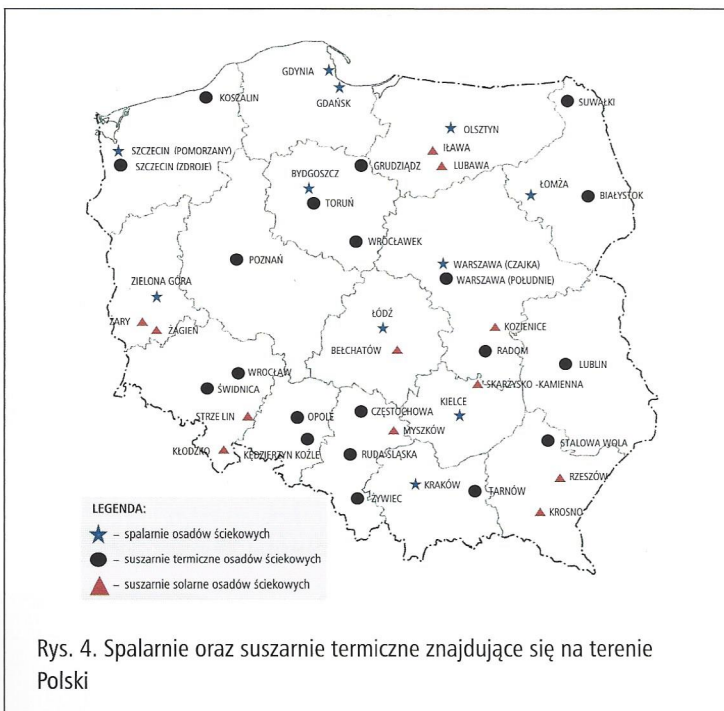 GDYNIA
GDAŃSK
KOSZALIN
SUWAŁKI
OLSZTYN
IŁAWA
LUBAWA
SZCZECIN (POMORZANY)
SZCZECIN (ZDROJE)
GRUDZIĄDZ
BYDGOSZCZ
TORUŃ
ŁOMŻA
BIAŁYSTOK
WROCŁAWEK
POZNAŃ
WARSZAWA (CZAJKA)
WARSZAWA (POŁUDNIE)
ZIELONA GÓRA
ŻARY
ŻAGIEŃ
ŁÓDŹ
BEŁCHATÓW
KOZIENICE
RADOM
LUBLIN
WROCŁAW
ŚWIDNICA
SKARŻYSKO -KAMIENNA
KIELCE
STRZE LIN
OPOLE
CZĘSTOCHOWA
MYSZKÓW
KŁODZKO
KĘDZIERZYN KOŹLE
RUDA ŚLĄSKA
STALOWA WOLA
RZESZÓW
KRAKÓW
TARNÓW
ŻYWIEC
KROSNO
LEGENDA:
– spalarnie osadów ściekowych
– suszarnie termiczne osadów ściekowych
– suszarnie solarne osadów ściekowych
Rys. 4. Spalarnie oraz suszarnie termiczne znajdujące się na terenie
Polski